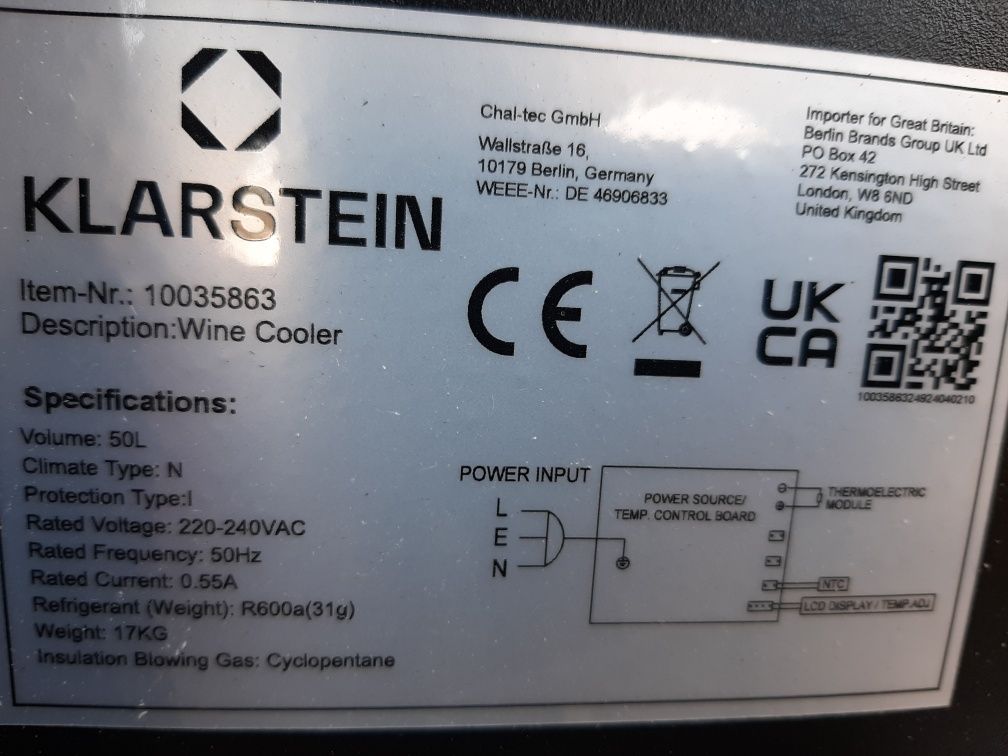 KLARSTEIN
Item-Nr.: 10035863
Description:Wine Cooler
Chal-tec GmbH
Wallstraße 16,
10179 Berlin, Germany
WEEE-Nr.: DE 46906833
Importer for Great Britain:
Berlin Brands Group UK Ltd
PO Box 42
272 Kensington High Street
London, W8 6ND
United Kingdom
CE
UK
CA
1003586324924040210
Specifications:
Volume: 50L
Climate Type: N
Protection Type:I
Rated Voltage: 220-240VAC
Rated Frequency: 50Hz
Rated Current: 0.55A
Refrigerant (Weight): R600a(31g)
Weight: 17KG
Insulation Blowing Gas: Cyclopentane
POWER INPUT
L
E
N
POWER SOURCE/
TEMP. CONTROL BOARD
THERMOELECTRIC
MODULE
NTC
LCD DISPLAY / TEMP.ADJ